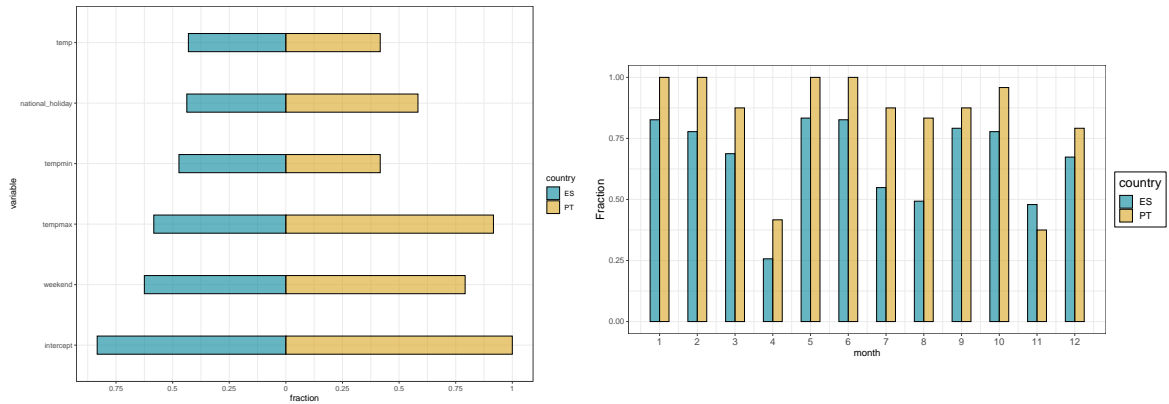 temp
national_holiday
tempmin
tempmax
weekend
intercept
variable
0.75 0.5 0.25 0 0.25 0.5 0.75 1
fraction
country
ES
PT
1.00
0.75
0.50
0.25
0.00
Fraction
1 2 3 4 5 6 7 8 9 10 11 12
month
country
ES
PT